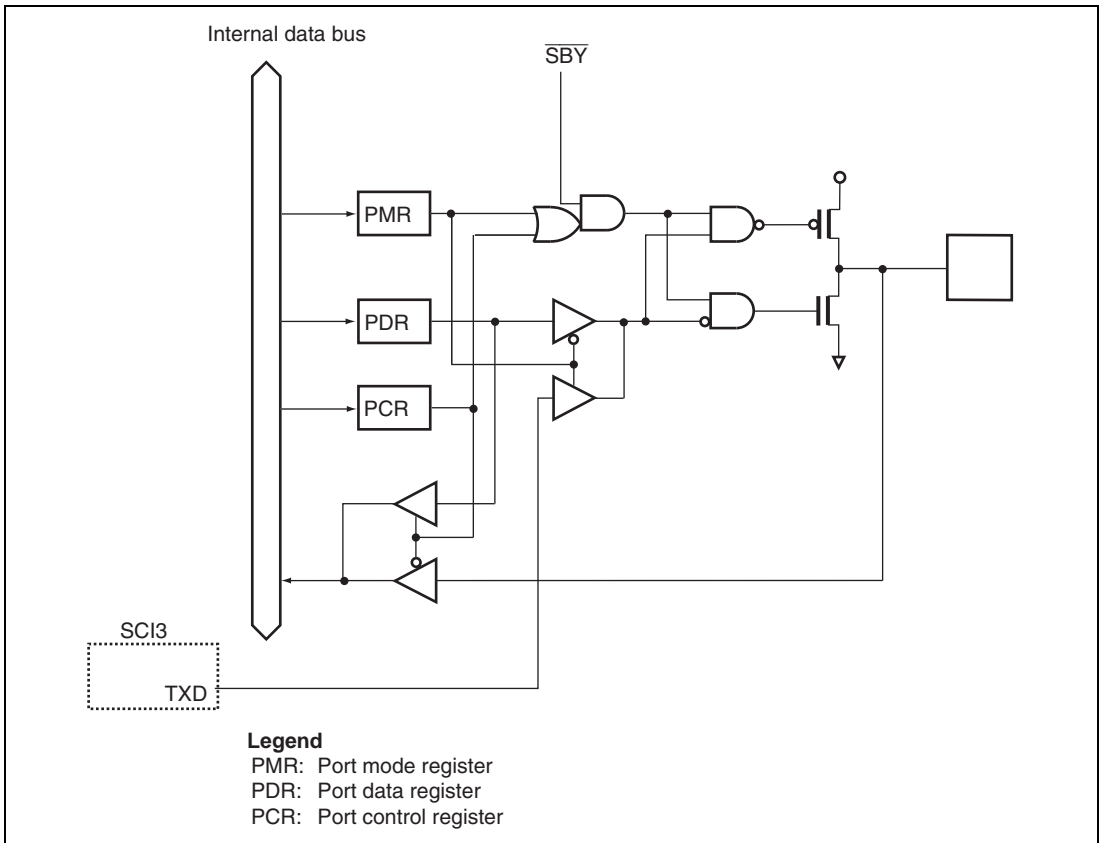 Internal data bus
SBY
PMR
PDR
PCR
SCI3
TXD
Legend
PMR: Port mode register
PDR: Port data register
PCR: Port control register